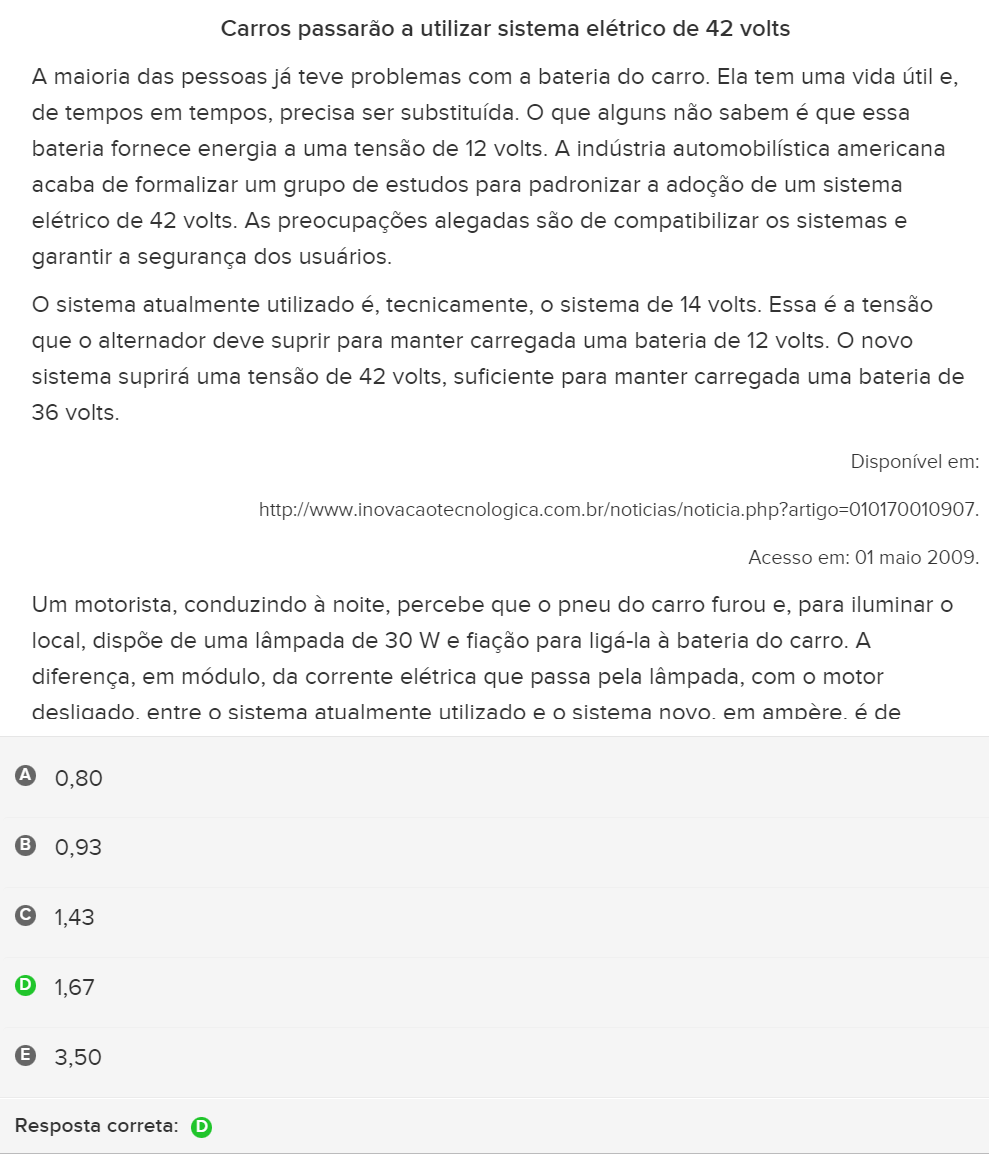 Carros passarão a utilizar sistema elétrico de 42 volts
A maioria das pessoas já teve problemas com a bateria do carro. Ela tem uma vida útil e,
de tempos em tempos, precisa ser substituída. O que alguns não sabem é que essa
bateria fornece energia a uma tensão de 12 volts. A indústria automobilística americana
acaba de formalizar um grupo de estudos para padronizar a adoção de um sistema
elétrico de 42 volts. As preocupações alegadas são de compatibilizar os sistemas e
garantir a segurança dos usuários.
O sistema atualmente utilizado é, tecnicamente, o sistema de 14 volts. Essa é a tensão
que o alternador deve suprir para manter carregada uma bateria de 12 volts. O novo
sistema suprirá uma tensão de 42 volts, suficiente para manter carregada uma bateria de
36 volts.
Disponível em:
http://www.inovacaotecnologica.com.br/noticias/noticia.php?artigo=010170010907.
Acesso em: 01 maio 2009.
Um motorista, conduzindo à noite, percebe que o pneu do carro furou e, para iluminar o
local, dispõe de uma lâmpada de 30 W e fiação para ligá-la à bateria do carro. A
diferença, em módulo, da corrente elétrica que passa pela lâmpada, com o motor
desligado, entre o sistema atualmente utilizado e o sistema novo, em ampère, é de
A 0,80
B 0,93
C 1,43
D 1,67
E 3,50
Resposta correta: D